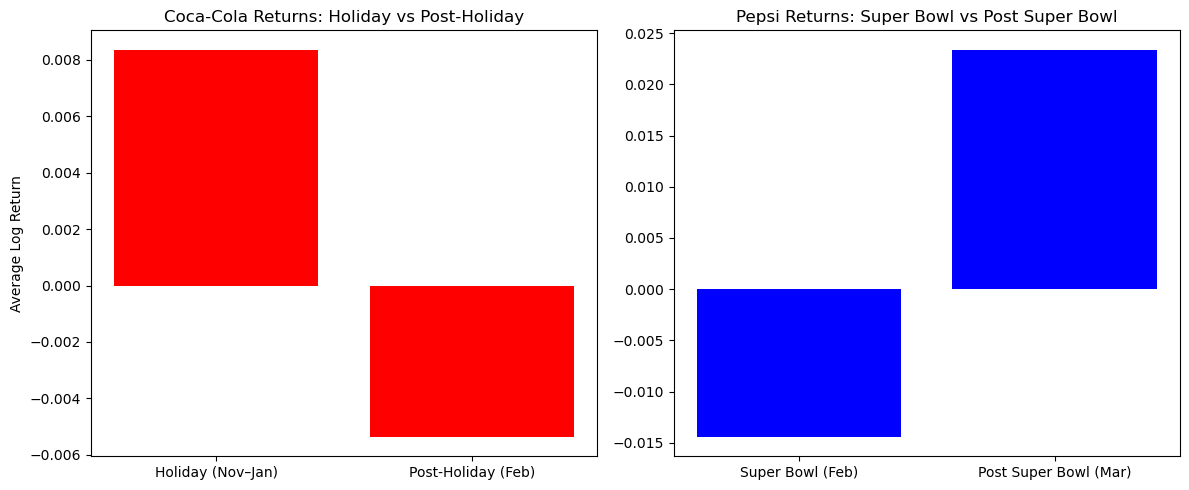 Coca-Cola Returns: Holiday vs Post-Holiday
Average Log Return
0.008
0.006
0.004
0.002
0.000
−0.002
−0.004
−0.006
Holiday (Nov–Jan)
Post-Holiday (Feb)
Pepsi Returns: Super Bowl vs Post Super Bowl
0.025
0.020
0.015
0.010
0.005
0.000
−0.005
−0.010
−0.015
Super Bowl (Feb)
Post Super Bowl (Mar)